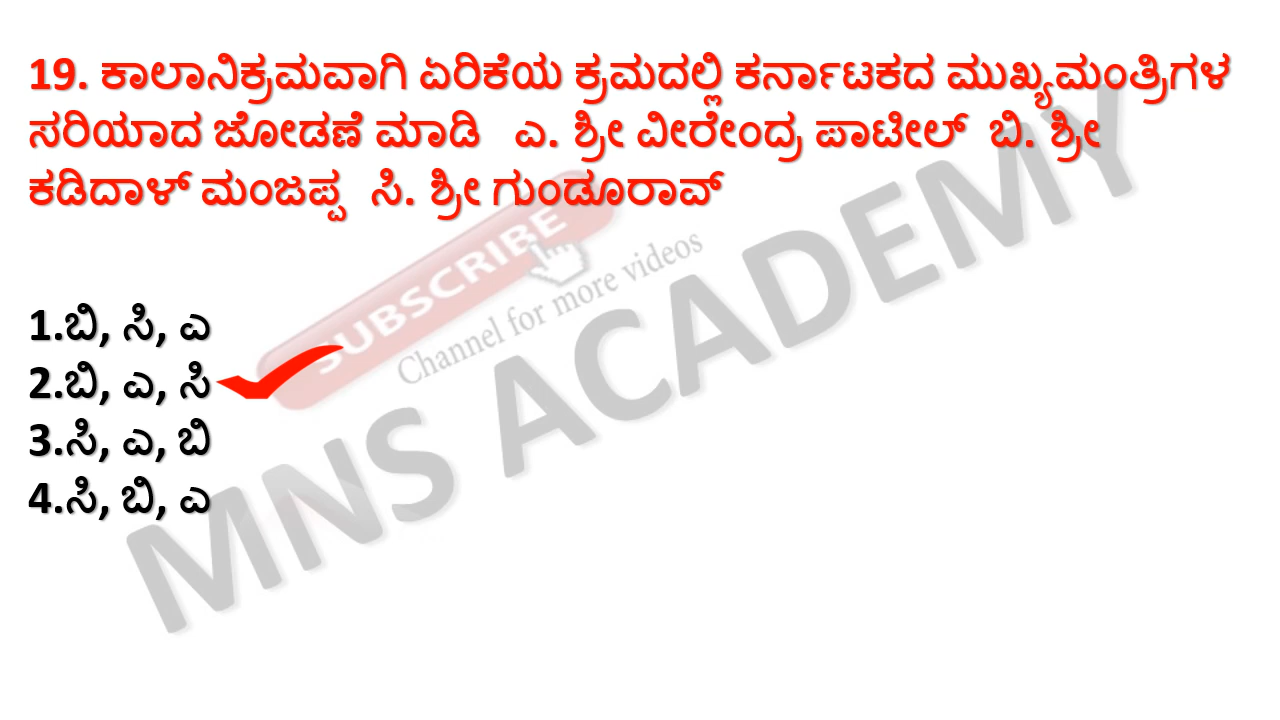 19. ಕಾಲಾನಿಕ್ರಮವಾಗಿ ಏರಿಕೆಯ ಕ್ರಮದಲ್ಲಿ ಕರ್ನಾಟಕದ ಮುಖ್ಯಮಂತ್ರಿಗಳ
ಸರಿಯಾದ ಜೋಡಣೆ ಮಾಡಿ ಎ. ಶ್ರೀ ವೀರೇಂದ್ರ ಪಾಟೀಲ್ ಬಿ. ಶ್ರೀ
ಕಡಿದಾಳ್ ಮಂಜಪ್ಪ ಸಿ. ಶ್ರೀ ಗುಂಡೂರಾವ್
1.ಬಿ, ಸಿ, ಎ
2.ಬಿ, ಎ, ಸಿ
3.ಸಿ, ಎ, ಬಿ
4.ಸಿ, ಬಿ, ಎ
SUBSCRIBE
Channel for more videos
MNS ACADEMY